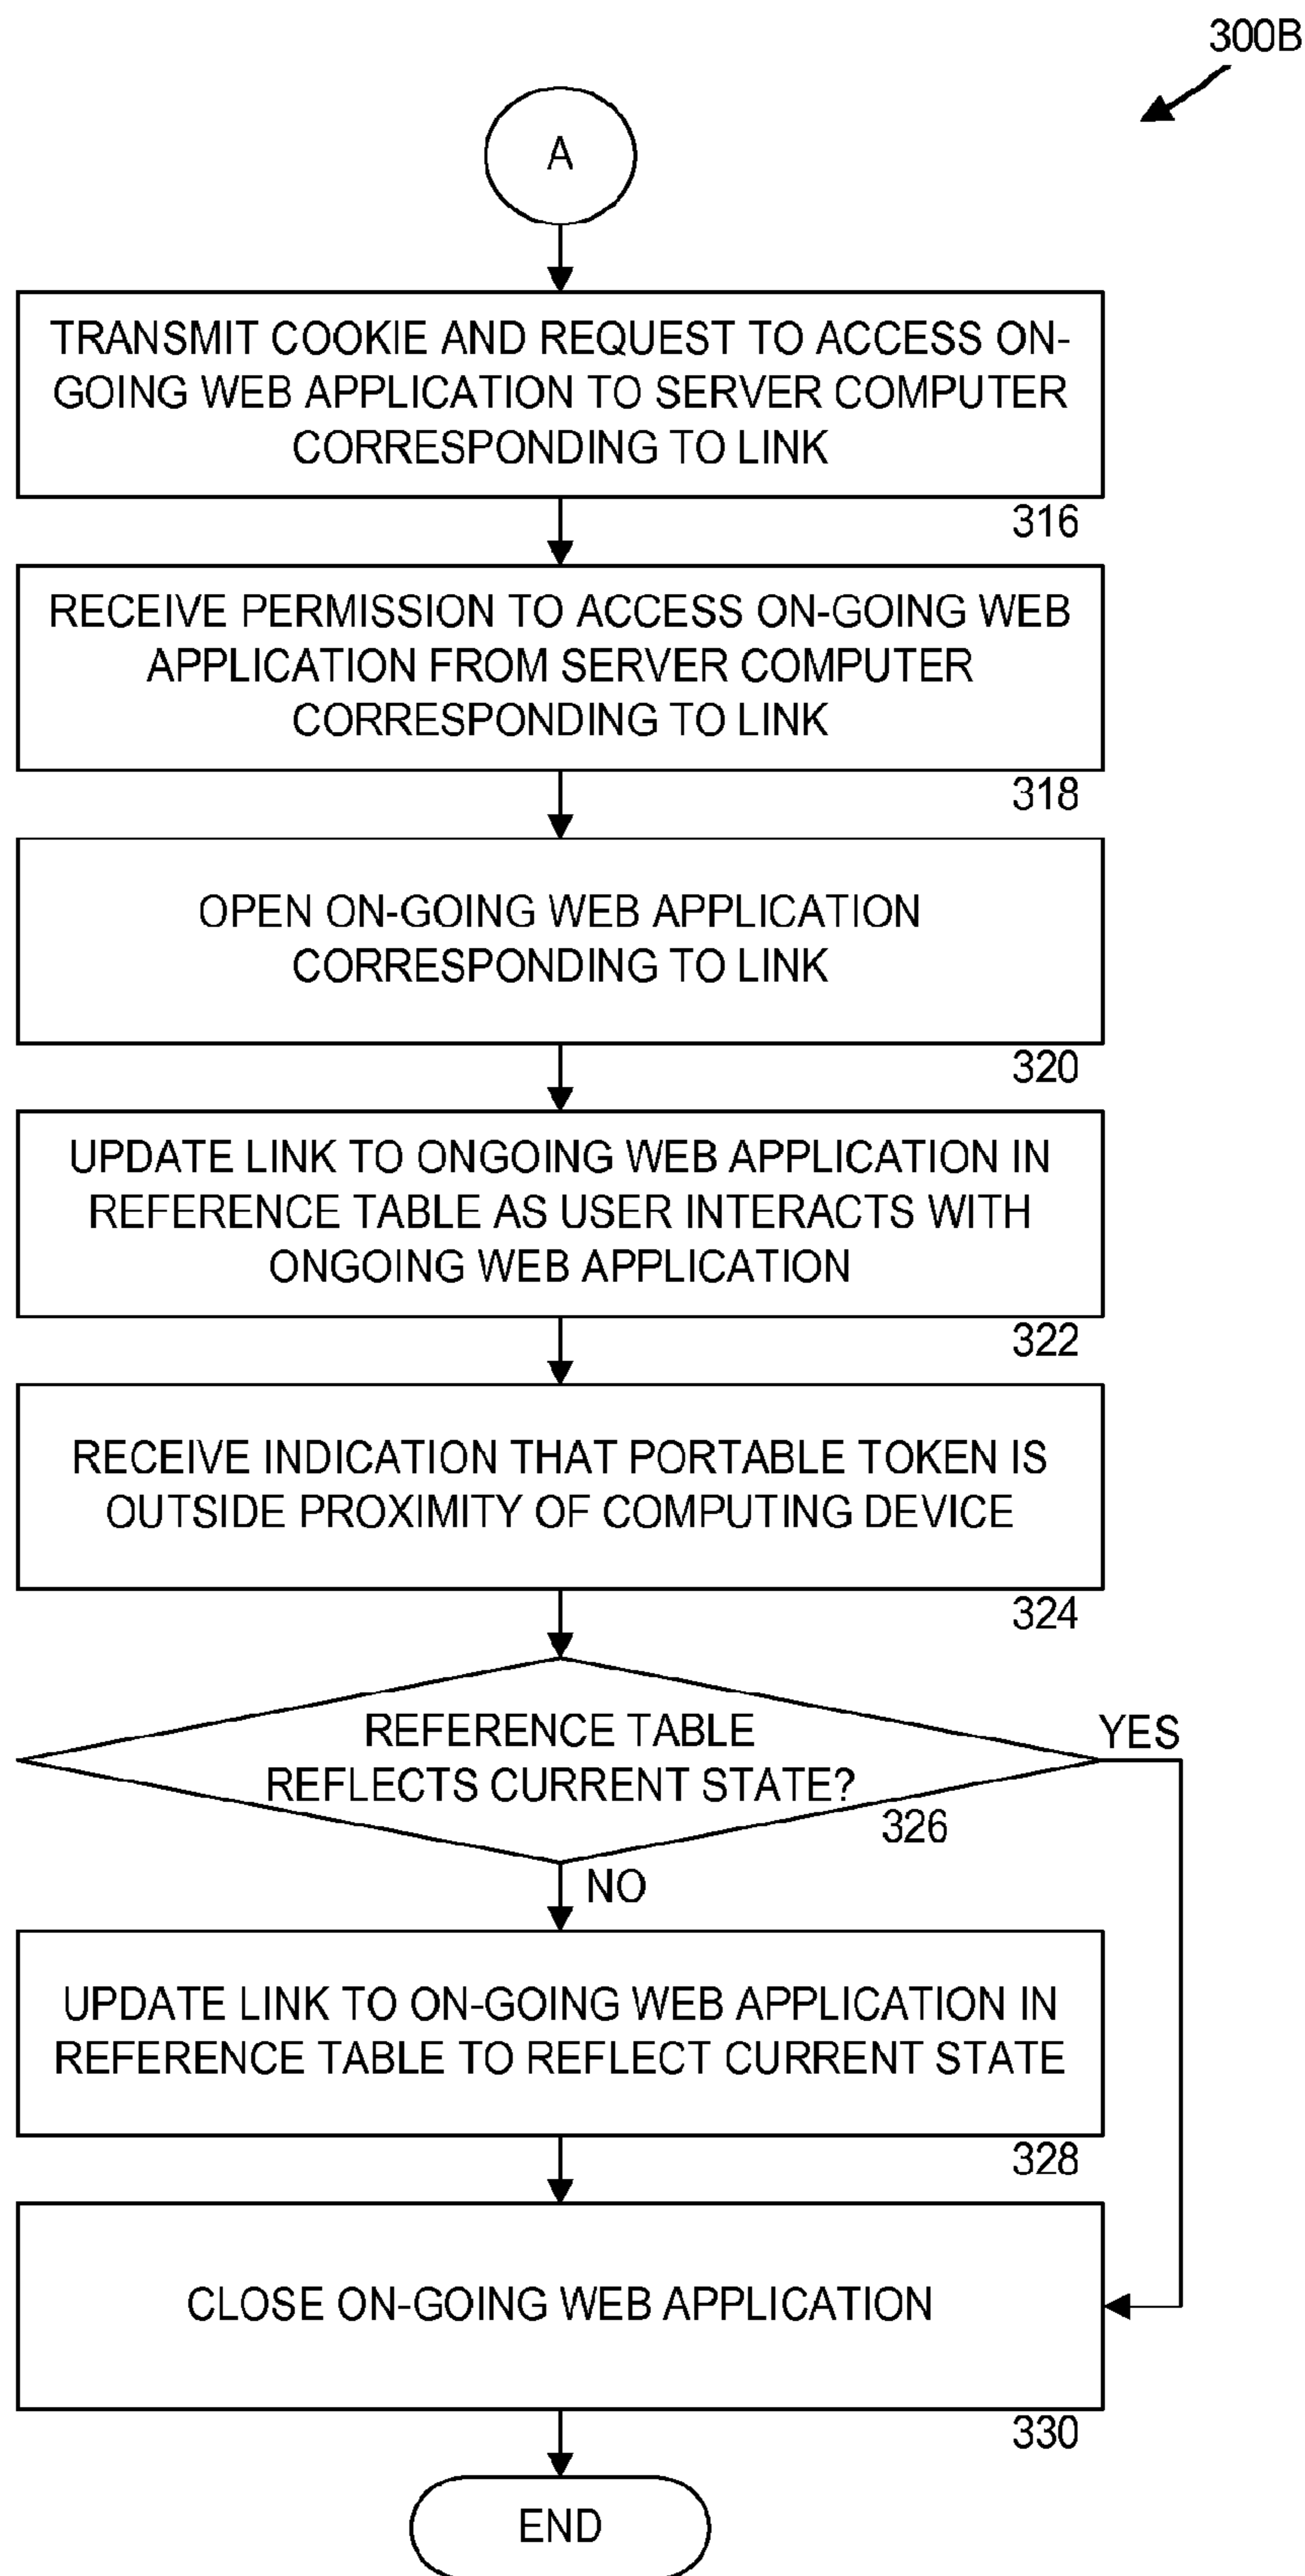 300B
A
TRANSMIT COOKIE AND REQUEST TO ACCESS ON-
GOING WEB APPLICATION TO SERVER COMPUTER
CORRESPONDING TO LINK
316
RECEIVE PERMISSION TO ACCESS ON-GOING WEB
APPLICATION FROM SERVER COMPUTER
CORRESPONDING TO LINK
318
OPEN ON-GOING WEB APPLICATION
CORRESPONDING TO LINK
320
UPDATE LINK TO ONGOING WEB APPLICATION IN
REFERENCE TABLE AS USER INTERACTS WITH
ONGOING WEB APPLICATION
322
RECEIVE INDICATION THAT PORTABLE TOKEN IS
OUTSIDE PROXIMITY OF COMPUTING DEVICE
324
REFERENCE TABLE
REFLECTS CURRENT STATE?
YES
326
NO
UPDATE LINK TO ON-GOING WEB APPLICATION IN
REFERENCE TABLE TO REFLECT CURRENT STATE
328
CLOSE ON-GOING WEB APPLICATION
330
END